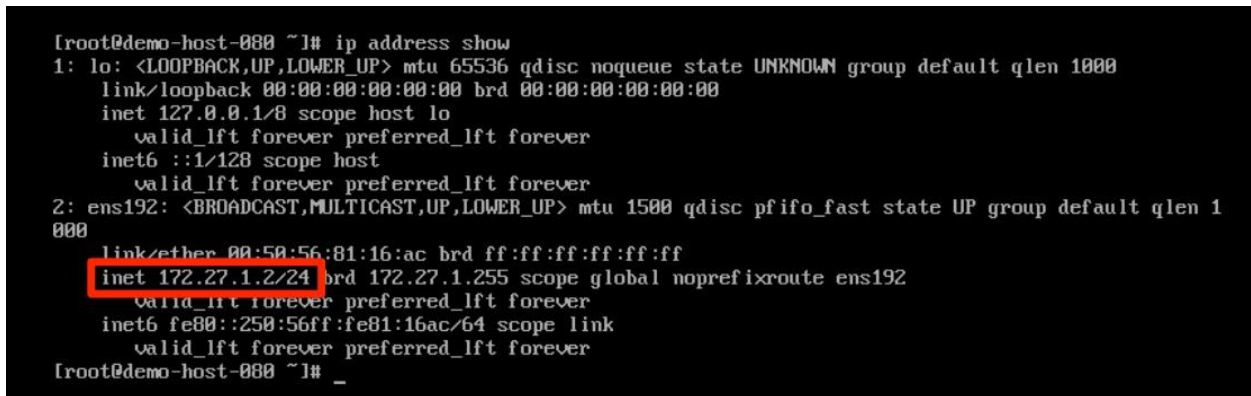 [root@demo-host-080 ~]# ip address show
1: lo: <LOOPBACK,UP,LOWER_UP> mtu 65536 qdisc noqueue state UNKNOWN group default qlen 1000
link/loopback 00:00:00:00:00:00 brd 00:00:00:00:00:00
inet 127.0.0.1/8 scope host lo
valid_lft forever preferred_lft forever
inet6 ::1/128 scope host
valid_lft forever preferred_lft forever
2: ens192: <BROADCAST,MULTICAST,UP,LOWER_UP> mtu 1500 qdisc pfifo_fast state UP group default qlen 1
000
link/ether 00:50:56:81:16:ac brd ff:ff:ff:ff:ff:ff
inet 172.27.1.2/24 brd 172.27.1.255 scope global noprefixroute ens192
valid_lft forever preferred_lft forever
inet6 fe80::250:56ff:fe81:16ac/64 scope link
valid_lft forever preferred_lft forever
[root@demo-host-080 ~]# _